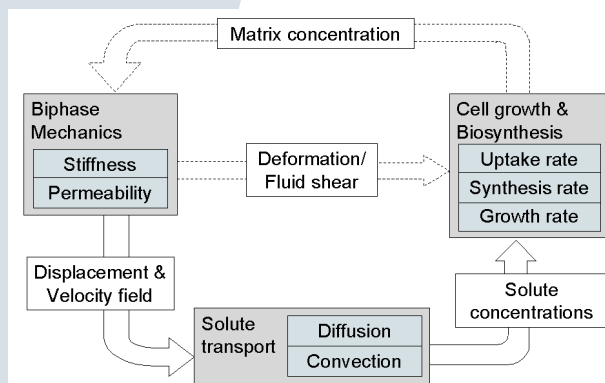 Matrix concentration
Biphase
Mechanics
Stiffness
Permeability
Deformation/
Fluid shear
Cell growth &
Biosynthesis
Uptake rate
Synthesis rate
Growth rate
Displacement &
Velocity field
Solute
transport
Diffusion
Convection
Solute
concentrations